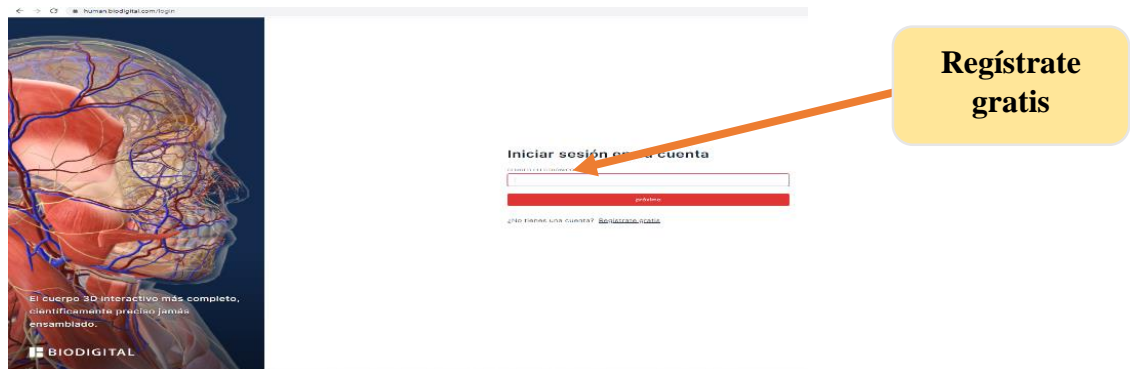 human.biodigital.com/login
Regístrate
gratis
Iniciar sesión en cuenta
próximo
¿No tienes una cuenta? Regístrate gratis
El cuerpo 3D interactivo más completo,
científicamente preciso jamás
ensamblado.
BIODIGITAL